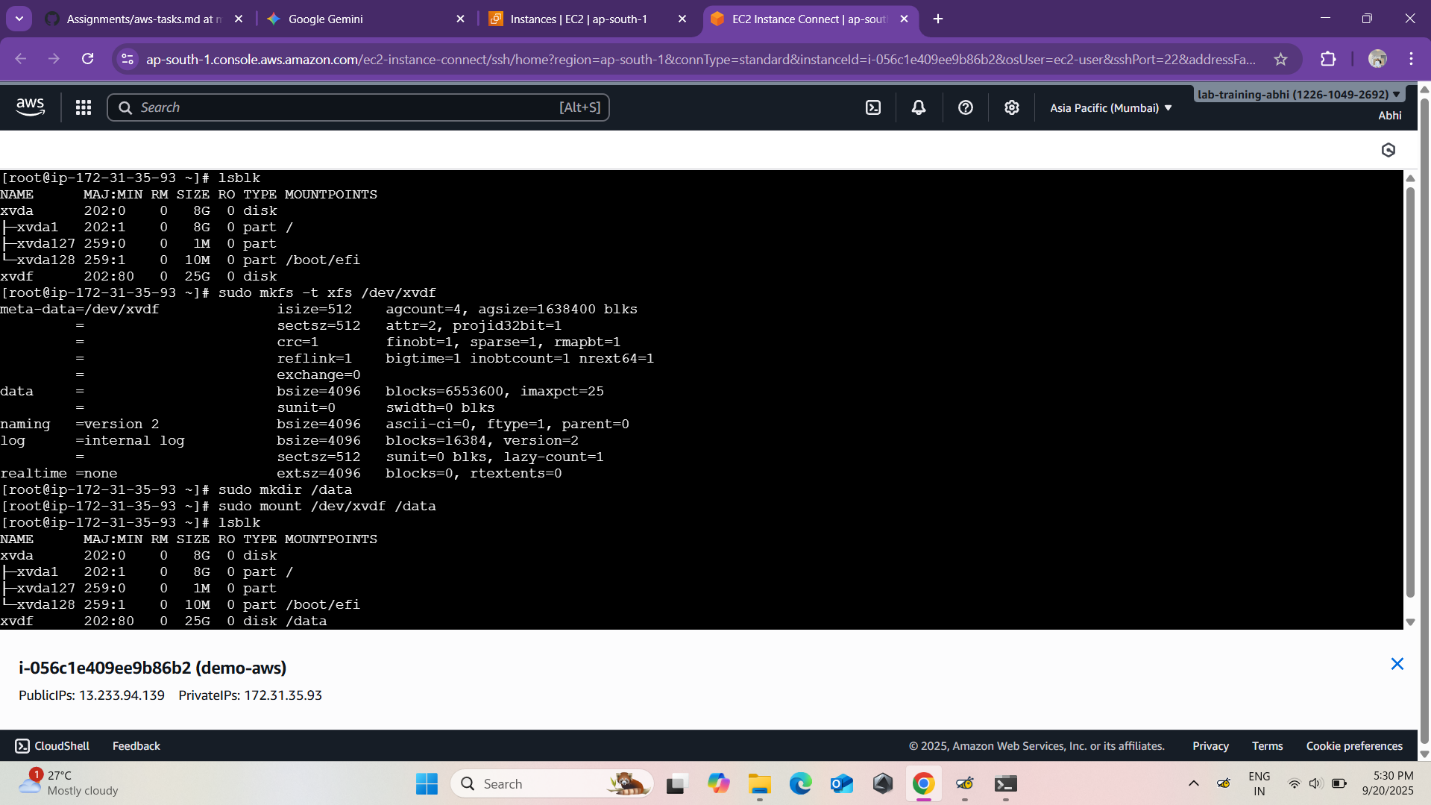 Assignments/aws-tasks.md at n
Google Gemini
Instances | EC2 | ap-south-1
EC2 Instance Connect | ap-sout
ap-south-1.console.aws.amazon.com/ec2-instance-connect/ssh/home?region=ap-south-1&connType=standard&instanceId=i-056c1e409ee9b86b2&osUser=ec2-user&sshPort=22&addressFa...
aws
Search
[Alt+S]
Asia Pacific (Mumbai)
lab-training-abhi (1226-1049-2692)
Abhi
[root@ip-172-31-35-93 ~]# lsblk
NAME      MAJ:MIN RM SIZE RO TYPE MOUNTPOINTS
xvda      202:0    0   8G  0 disk
├─xvda1   202:1    0   8G  0 part /
├─xvda127 259:0    0   1M  0 part
└─xvda128 259:1    0  10M  0 part /boot/efi
xvdf      202:80   0  25G  0 disk
[root@ip-172-31-35-93 ~]# sudo mkfs -t xfs /dev/xvdf
meta-data=/dev/xvdf              isize=512    agcount=4, agsize=1638400 blks
         =                       sectsz=512   attr=2, projid32bit=1
         =                       crc=1        finobt=1, sparse=1, rmapbt=1
         =                       reflink=1    bigtime=1 inobtcount=1 nrext64=1
         =                       exchange=0
data     =                       bsize=4096   blocks=6553600, imaxpct=25
         =                       sunit=0      swidth=0 blks
naming   =version 2              bsize=4096   ascii-ci=0, ftype=1, parent=0
log      =internal log           bsize=4096   blocks=16384, version=2
         =                       sectsz=512   sunit=0 blks, lazy-count=1
realtime =none                   extsz=4096   blocks=0, rtextents=0
[root@ip-172-31-35-93 ~]# sudo mkdir /data
[root@ip-172-31-35-93 ~]# sudo mount /dev/xvdf /data
[root@ip-172-31-35-93 ~]# lsblk
NAME      MAJ:MIN RM SIZE RO TYPE MOUNTPOINTS
xvda      202:0    0   8G  0 disk
├─xvda1   202:1    0   8G  0 part /
├─xvda127 259:0    0   1M  0 part
└─xvda128 259:1    0  10M  0 part /boot/efi
xvdf      202:80   0  25G  0 disk /data
i-056c1e409ee9b86b2 (demo-aws)
PublicIPs: 13.233.94.139 PrivateIPs: 172.31.35.93
CloudShell
Feedback
© 2025, Amazon Web Services, Inc. or its affiliates.
Privacy
Terms
Cookie preferences
1
27°C
Mostly cloudy
Search
ENG
IN
5:30 PM
9/20/2025